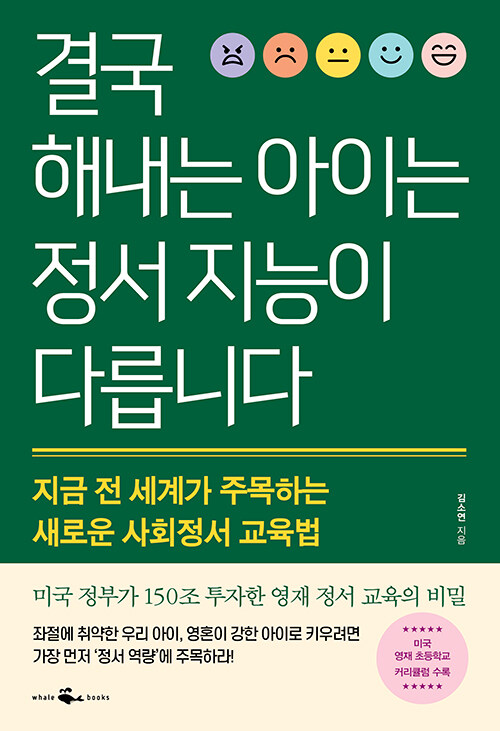 결국
해내는 아이는
정서 지능이
다릅니다
지금 전 세계가 주목하는
새로운 사회정서 교육법
김소연 지음
미국 정부가 150조 투자한 영재 정서 교육의 비밀
좌절에 취약한 우리 아이, 영혼이 강한 아이로 키우려면
가장 먼저 ‘정서 역량’에 주목하라!
★★★★★
미국
영재 초등학교
커리큘럼 수록
★★★★★
whale books